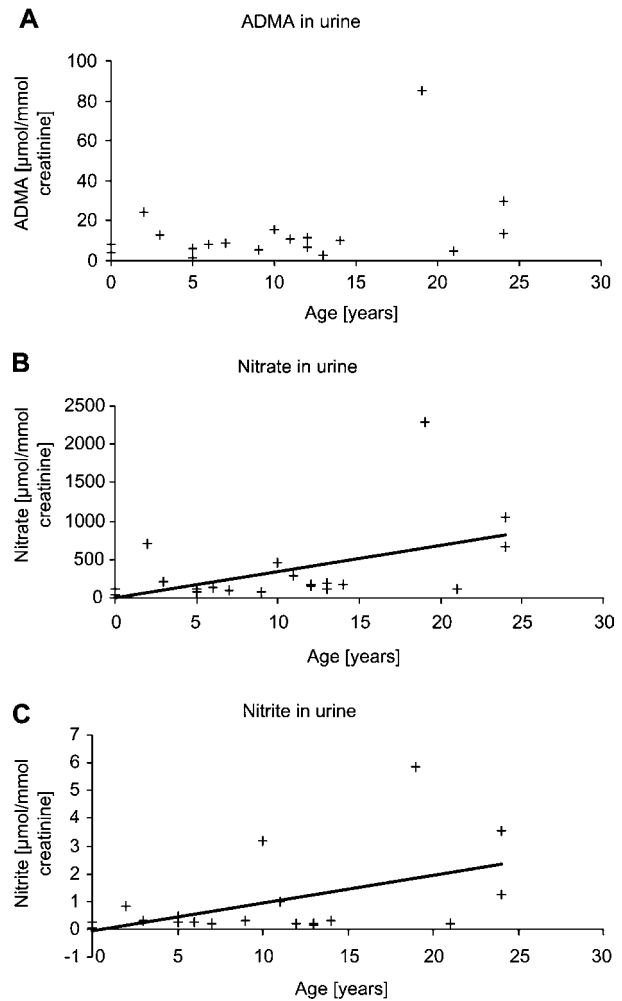 A
ADMA in urine
ADMA [µmol/mmol
creatinine]
100
80
60
40
20
0
0 5 10 15 20 25 30
Age [years]
B
Nitrate in urine
Nitrate [µmol/mmol
creatinine]
2500
2000
1500
1000
500
0
0 5 10 15 20 25 30
Age [years]
C
Nitrite in urine
Nitrite [µmol/mmol
creatinine]
7
6
5
4
3
2
1
0
-1
0 5 10 15 20 25 30
Age [years]